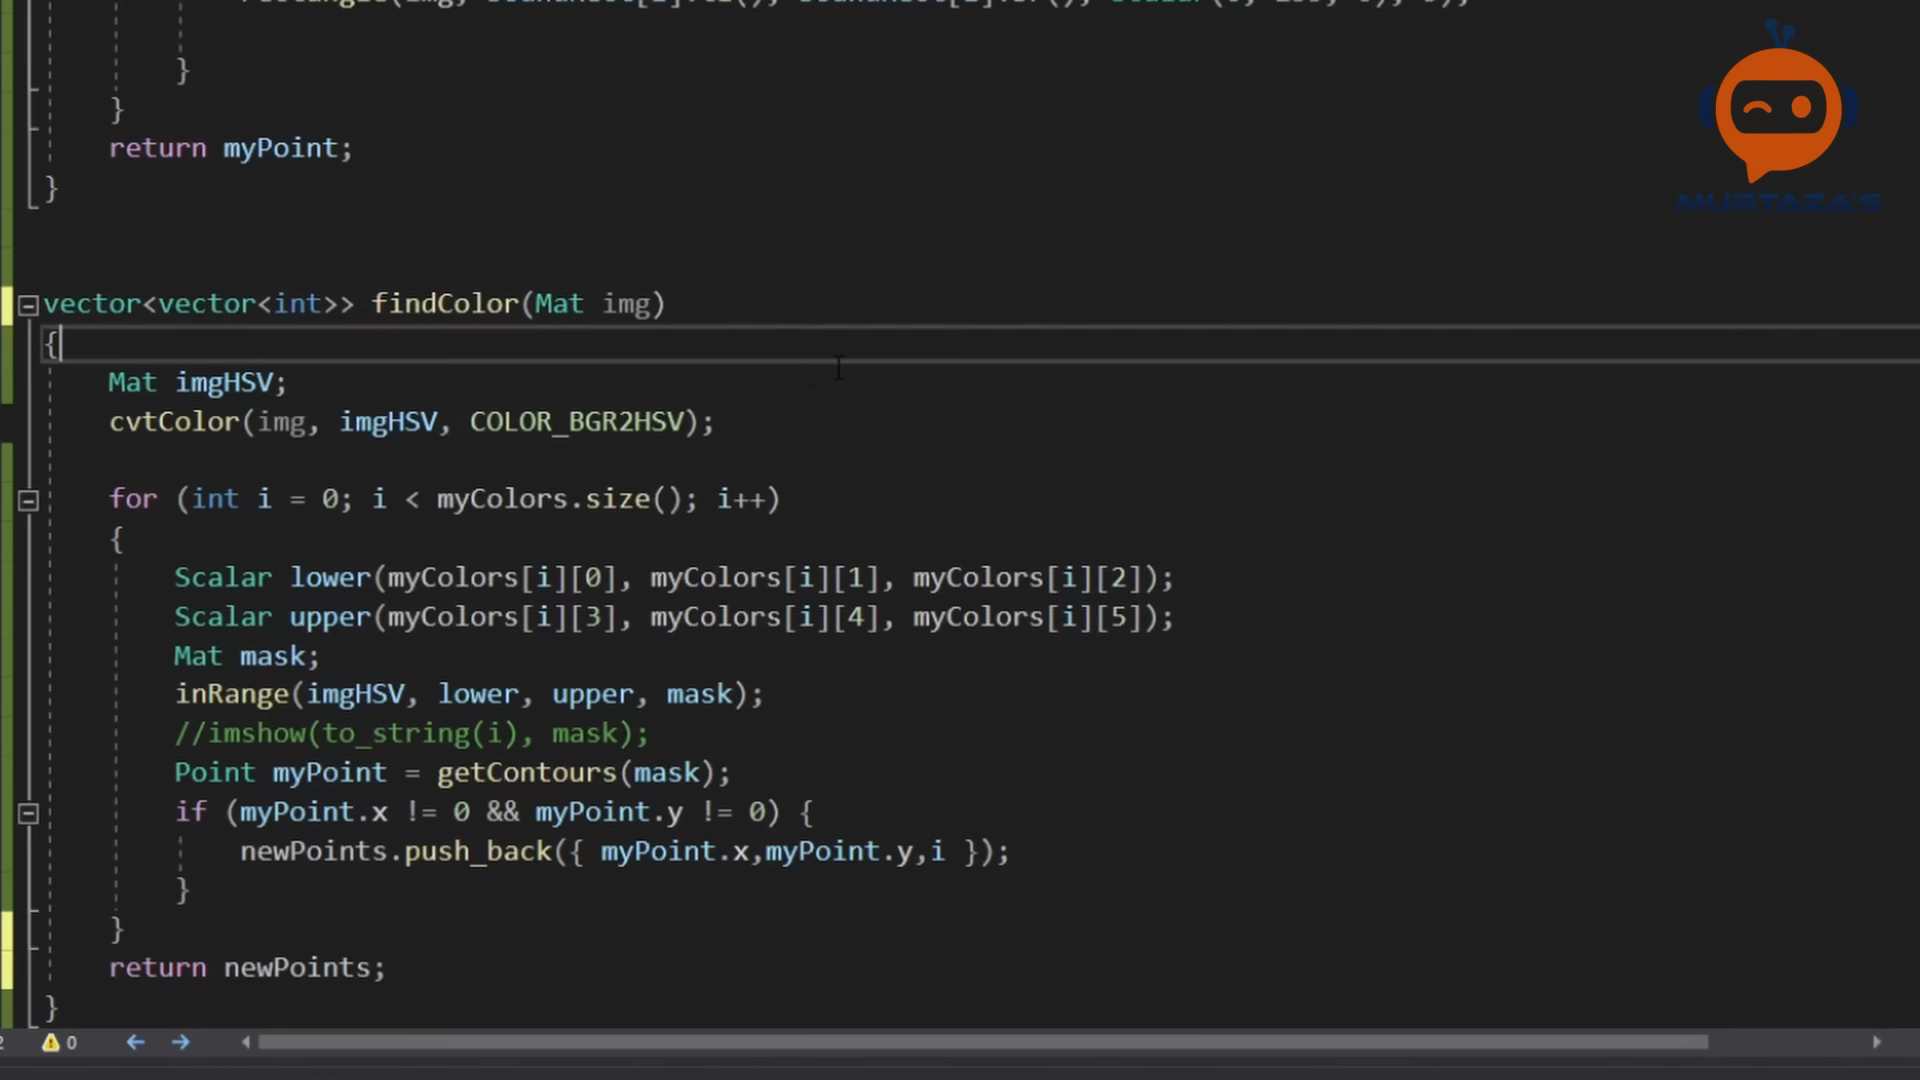 }
}
return myPoint;
}
MURTAZA'S
vector<vector<int>> findColor(Mat img)
{
Mat imgHSV;
cvtColor(img, imgHSV, COLOR_BGR2HSV);
for (int i = 0; i < myColors.size(); i++)
{
Scalar lower(myColors[i][0], myColors[i][1], myColors[i][2]);
Scalar upper(myColors[i][3], myColors[i][4], myColors[i][5]);
Mat mask;
inRange(imgHSV, lower, upper, mask);
//imshow(to_string(i), mask);
Point myPoint = getContours(mask);
if (myPoint.x != 0 && myPoint.y != 0) {
newPoints.push_back({ myPoint.x,myPoint.y,i });
}
}
return newPoints;
}
0